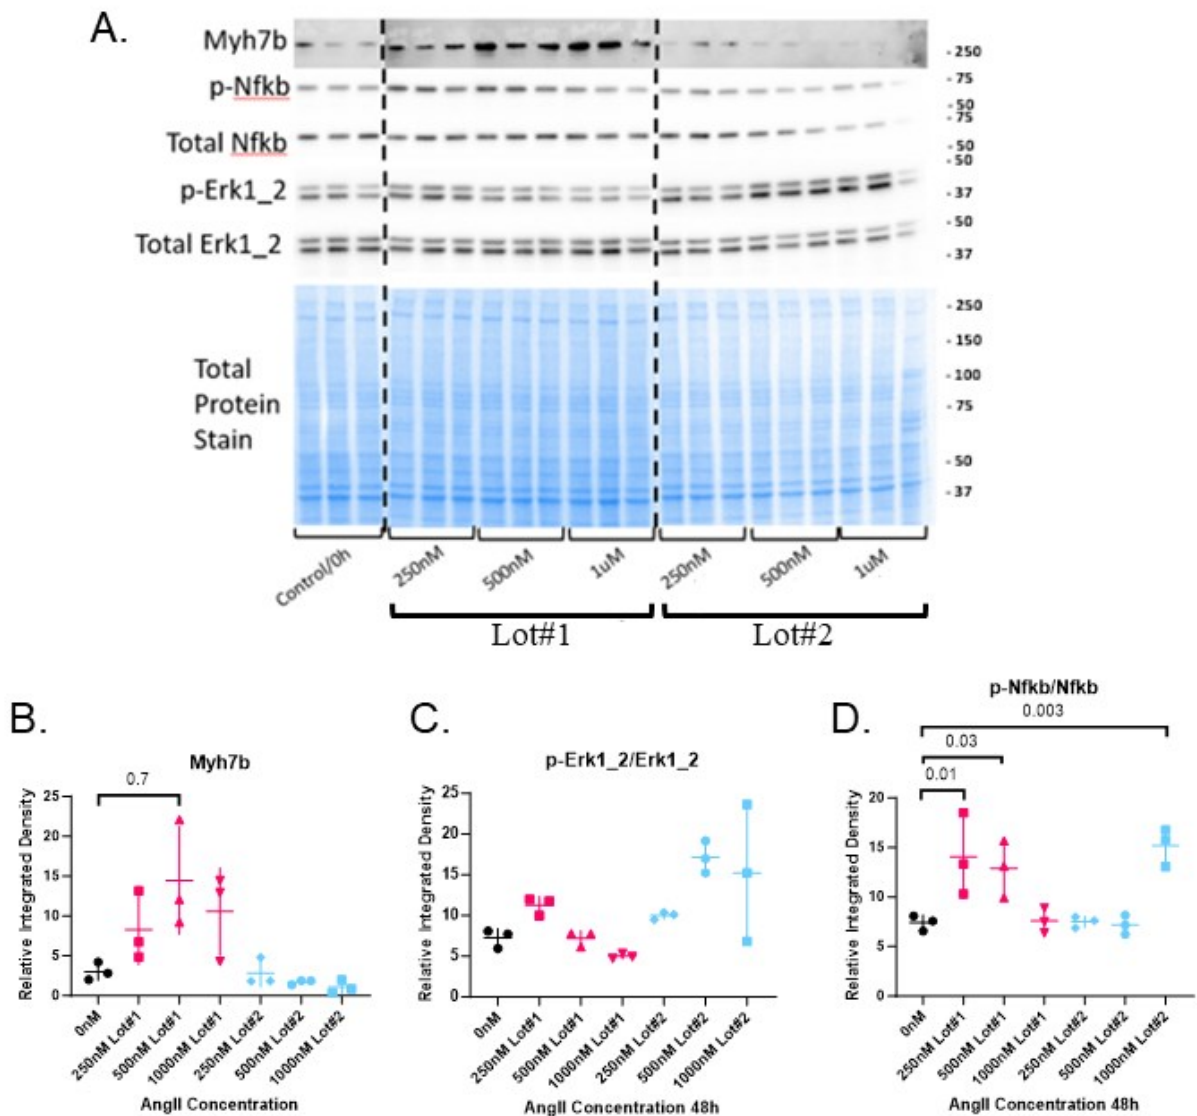 A.
Myh7b
p-Nfkb
Total Nfkb
p-Erk1_2
Total Erk1_2
- 250
- 75
- 50
- 75
- 50
- 50
- 37
- 50
- 37
Total
Protein
Stain
- 250
- 150
- 100
- 75
- 50
- 37
Control/0h
250nM
500nM
1uM
250nM
500nM
1uM
Lot#1
Lot#2
B.
Myh7b
0.7
Relative Integrated Density
25
20
15
10
5
0
0nM
250nM Lot#1
500nM Lot#1
1000nM Lot#1
250nM Lot#2
500nM Lot#2
1000nM Lot#2
AngII Concentration
C.
p-Erk1_2/Erk1_2
Relative Integrated Density
25
20
15
10
5
0
0nM
250nM Lot#1
500nM Lot#1
1000nM Lot#1
250nM Lot#2
500nM Lot#2
1000nM Lot#2
AngII Concentration 48h
D.
p-Nfkb/Nfkb
0.003
0.03
0.01
Relative Integrated Density
20
15
10
5
0
0nM
250nM Lot#1
500nM Lot#1
1000nM Lot#1
250nM Lot#2
500nM Lot#2
1000nM Lot#2
AngII Concentration 48h